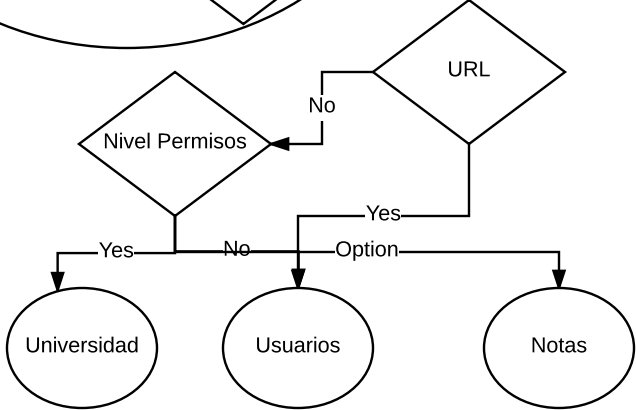 URL
No
Nivel Permisos
Yes
Yes
No
Option
Universidad
Usuarios
Notas